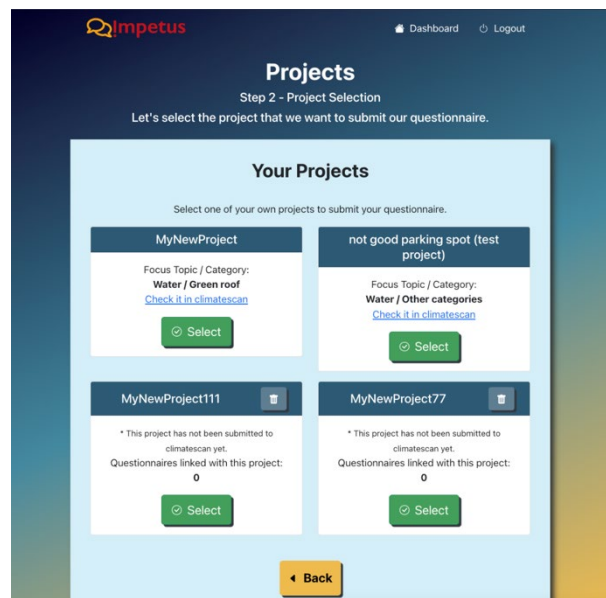 Impetus
Dashboard
Logout
Projects
Step 2 - Project Selection
Let's select the project that we want to submit our questionnaire.
Your Projects
Select one of your own projects to submit your questionnaire.
MyNewProject
Focus Topic / Category:
Water / Green roof
Check it in climatescan
Select
not good parking spot (test
project)
Focus Topic / Category:
Water / Other categories
Check it in climatescan
Select
MyNewProject111
* This project has not been submitted to
climatescan yet.
Questionnaires linked with this project:
0
Select
MyNewProject77
* This project has not been submitted to
climatescan yet.
Questionnaires linked with this project:
0
Select
Back